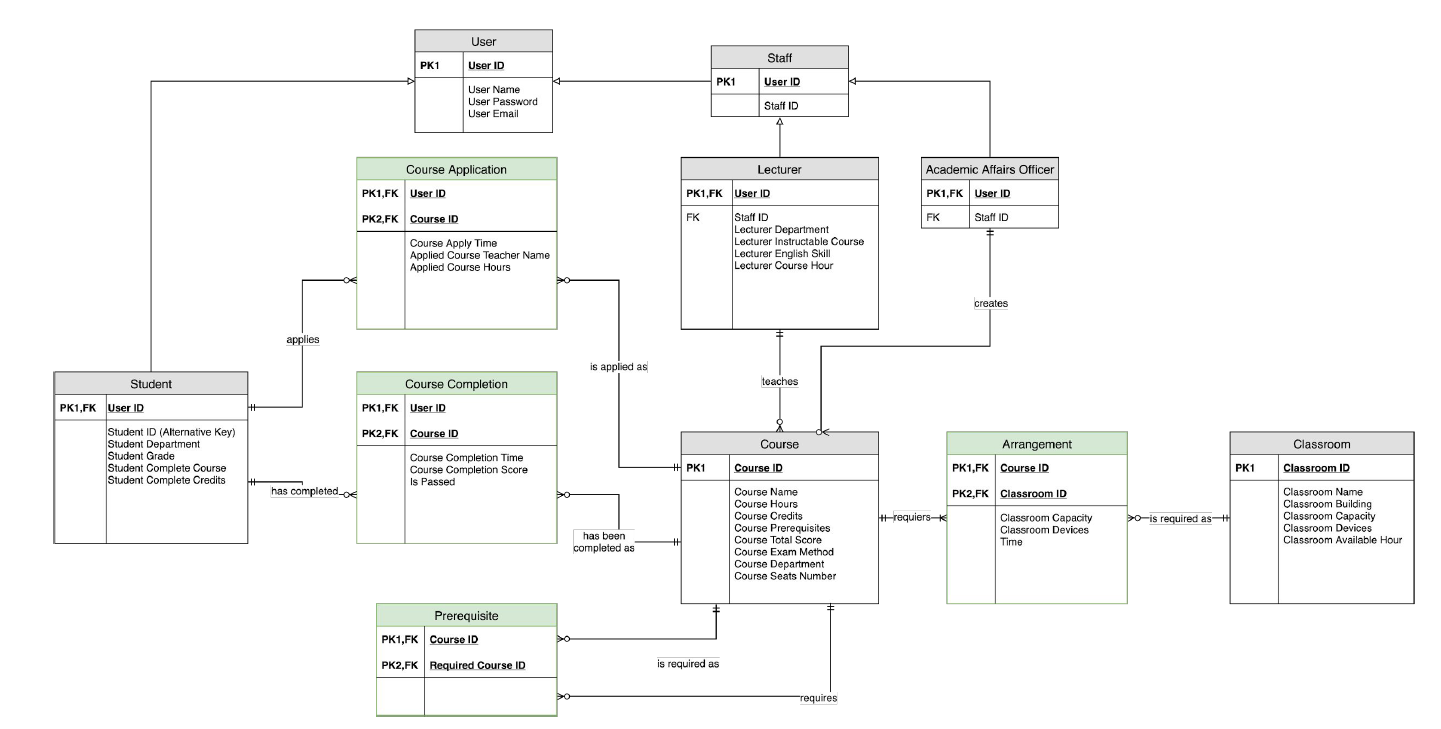 User
PK1 User ID
User Name
User Password
User Email
Staff
PK1 User ID
Staff ID
Course Application
PK1,FK User ID
PK2,FK Course ID
Course Apply Time
Applied Course Teacher Name
Applied Course Hours
Lecturer
PK1,FK User ID
FK Staff ID
Lecturer Department
Lecturer Instructable Course
Lecturer English Skill
Lecturer Course Hour
Academic Affairs Officer
PK1,FK User ID
FK Staff ID
creates
applies
is applied as
teaches
Student
PK1,FK User ID
Student ID (Alternative Key)
Student Department
Student Grade
Student Complete Course
Student Complete Credits
has completed
Course Completion
PK1,FK User ID
PK2,FK Course ID
Course Completion Time
Course Completion Score
Is Passed
has been
completed as
Course
PK1 Course ID
Course Name
Course Hours
Course Credits
Course Prerequisites
Course Total Score
Course Exam Method
Course Department
Course Seats Number
requiers
Arrangement
PK1,FK Course ID
PK2,FK Classroom ID
Classroom Capacity
Classroom Devices
Time
is required as
Classroom
PK1 Classroom ID
Classroom Name
Classroom Building
Classroom Capacity
Classroom Devices
Classroom Available Hour
Prerequisite
PK1,FK Course ID
PK2,FK Required Course ID
is required as
requires